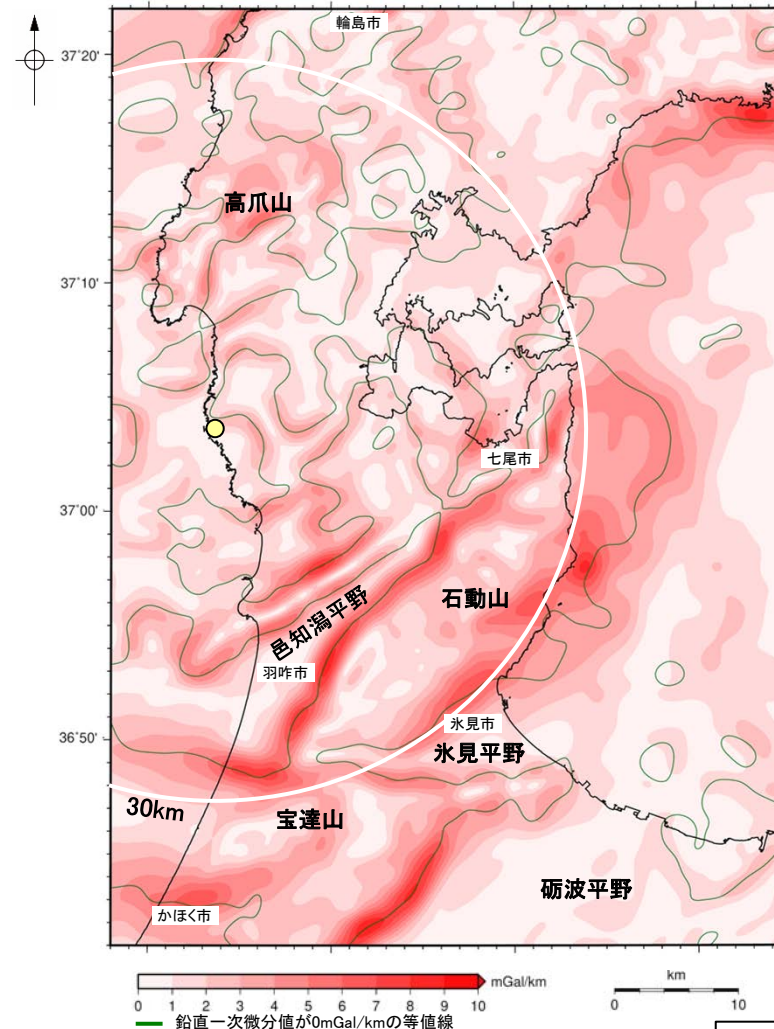 輪島市
37°20'
高爪山
37°10'
七尾市
37°00'
石動山
邑知潟平野
羽咋市
氷見市
36°50'
氷見平野
30km
宝達山
砺波平野
かほく市
mGal/km
0 1 2 3 4 5 6 7 8 9 10
km
0 10
鉛直一次微分値が0mGal/kmの等値線